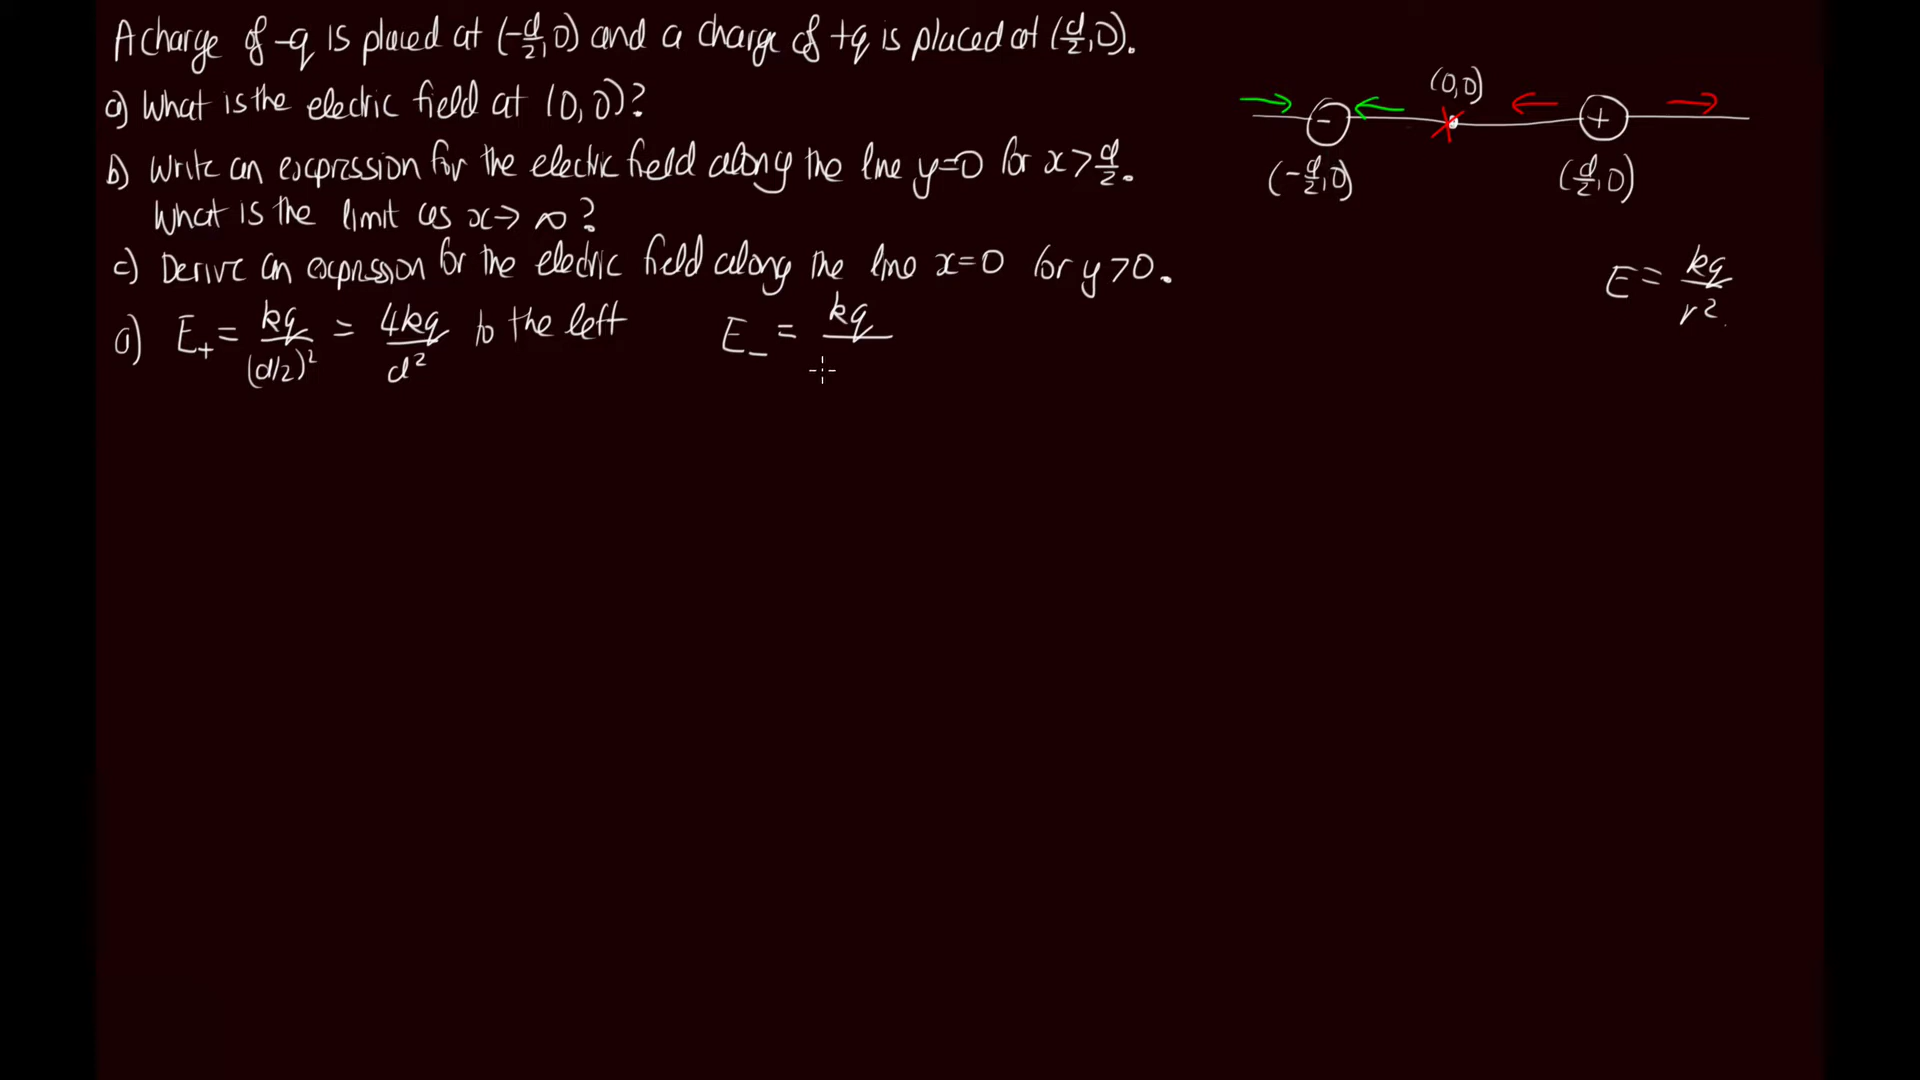 A charge of -q is placed at (-d/2, 0) and a charge of +q is placed at (d/2, 0).
a) What is the electric field at (0, 0)?
b) Write an expression for the electric field along the line y=0 for x > d/2.
What is the limit as x → ∞?
c) Derive an expression for the electric field along the line x=0 for y > 0.
a) E₊ = kq/(d/2)² = 4kq/d² to the left E₋ = kq
(0,0)
- +
(-d/2, 0) (d/2, 0)
E = kq/r²